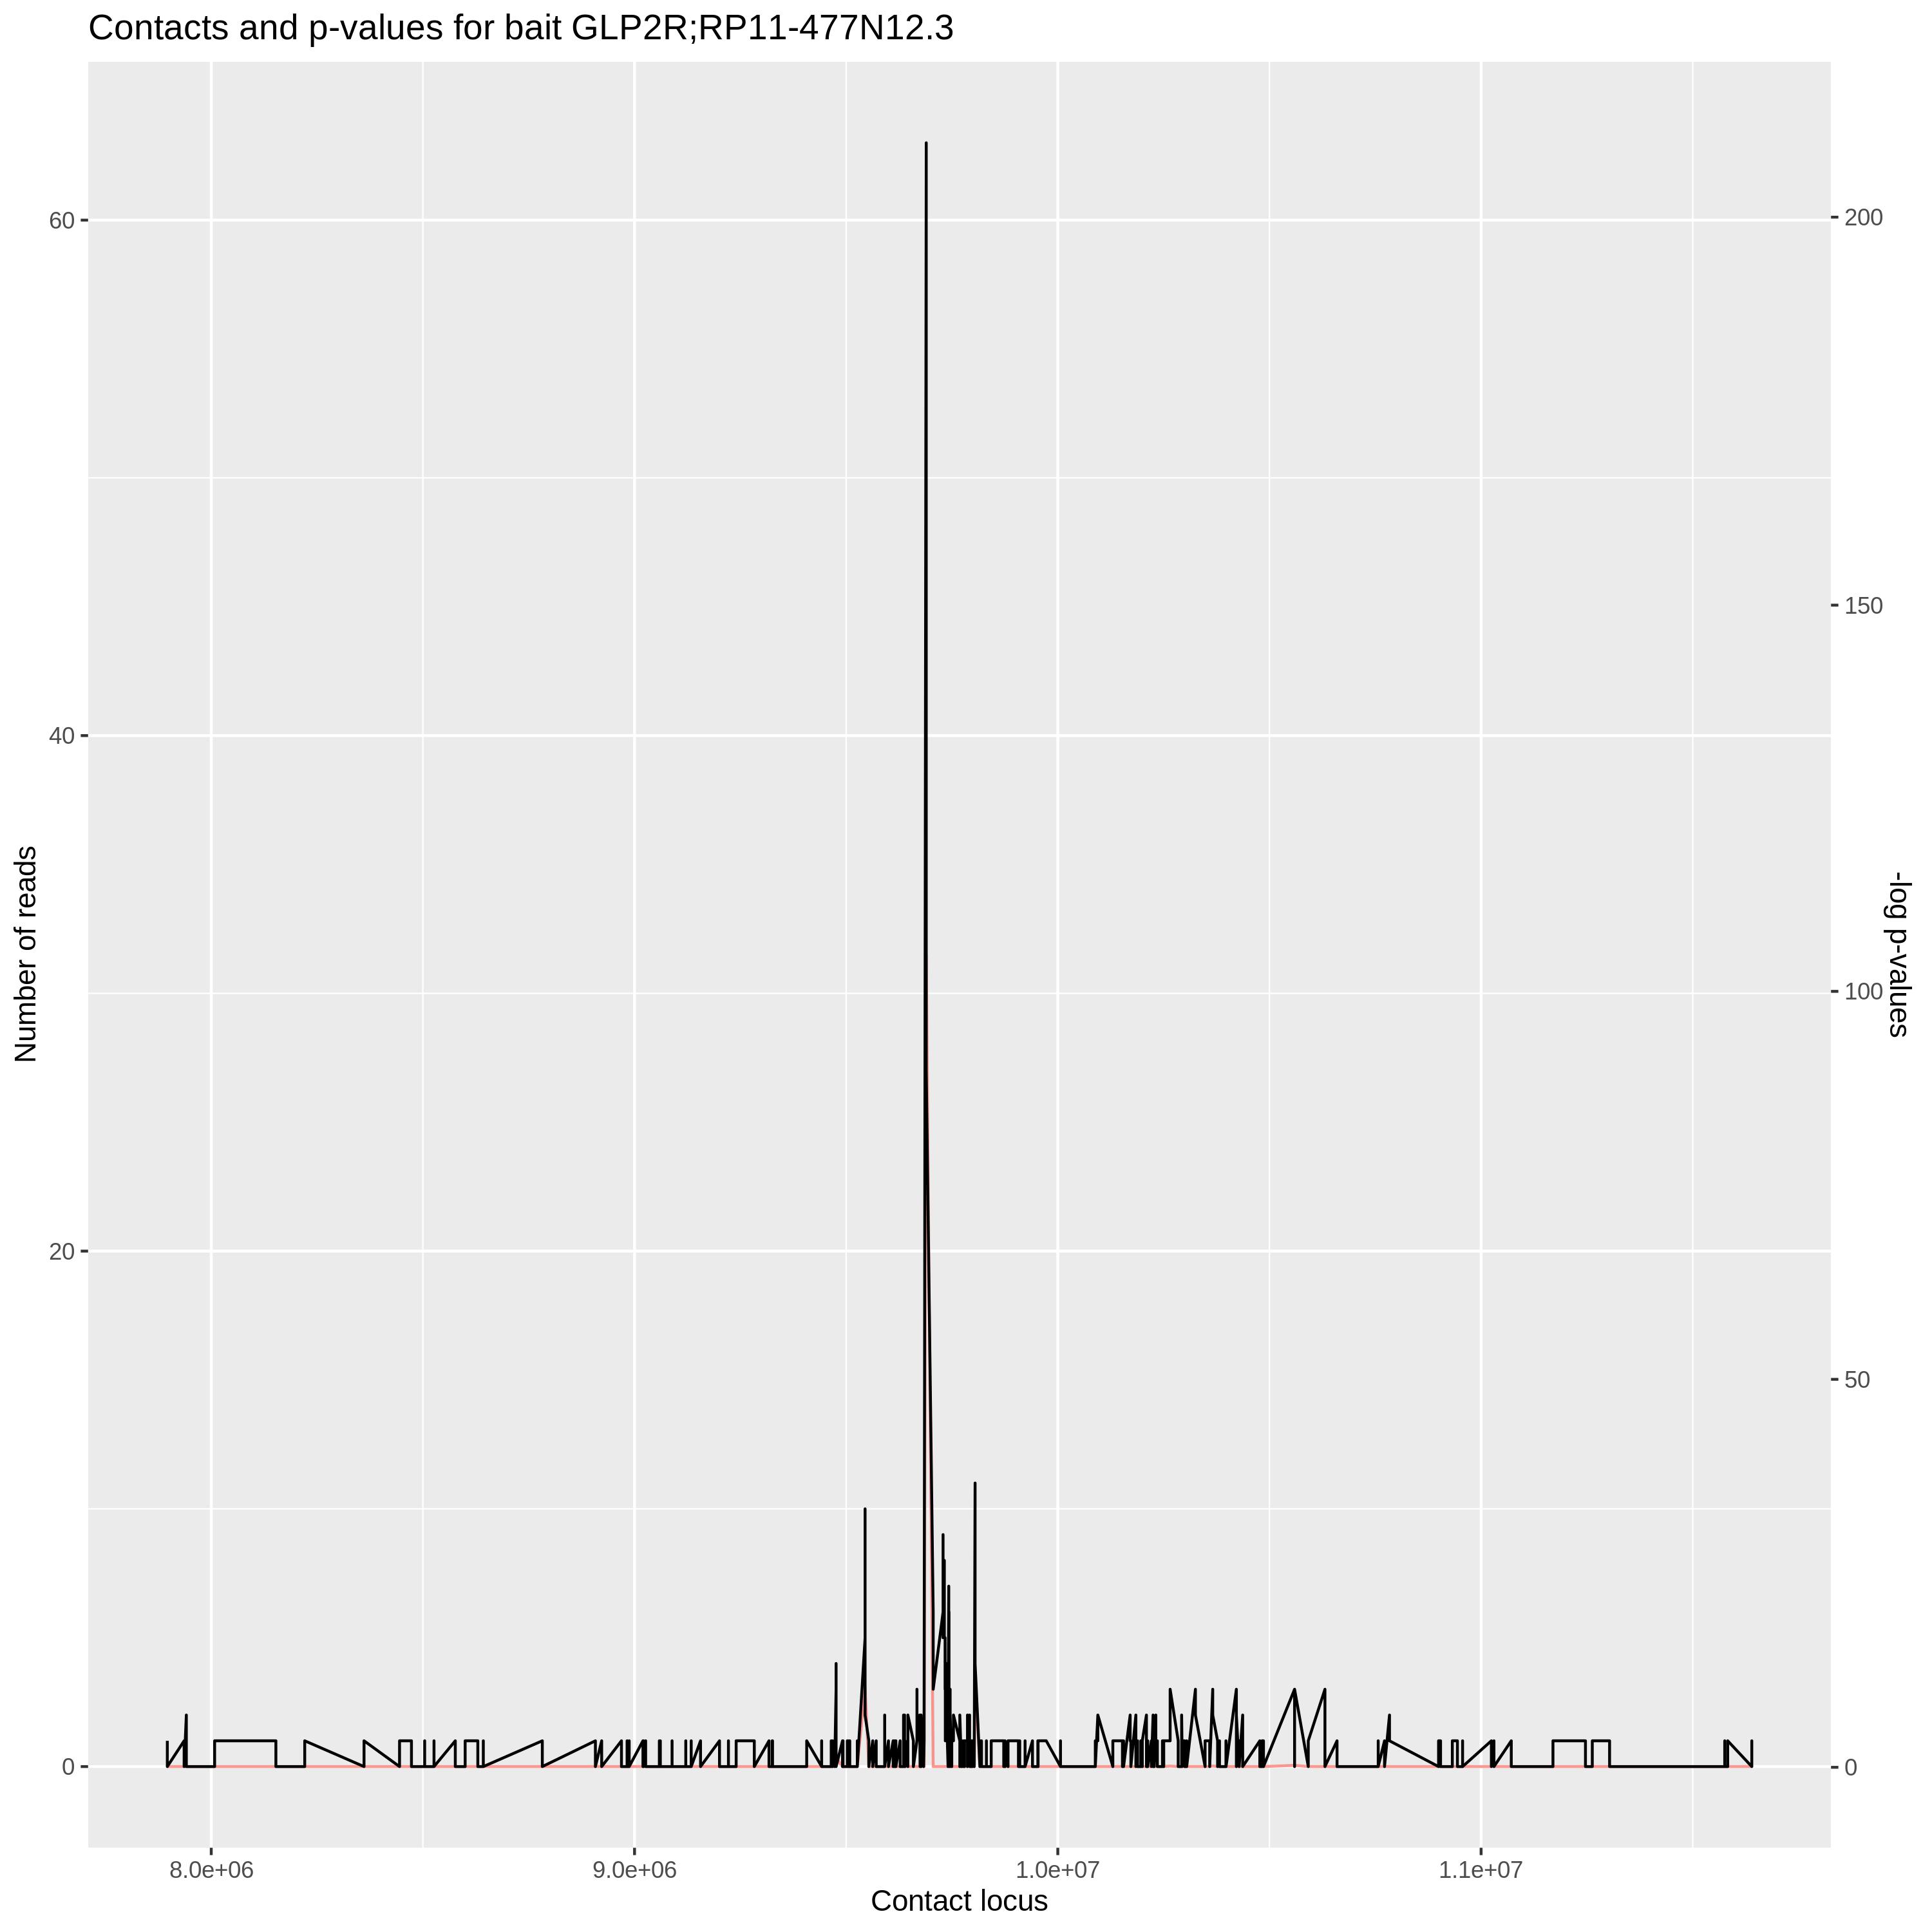 Contacts and p-values for bait GLP2R;RP11-477N12.3
60
40
20
0
Number of reads
200
150
100
50
0
-log p-values
8.0e+06
9.0e+06
1.0e+07
1.1e+07
Contact locus